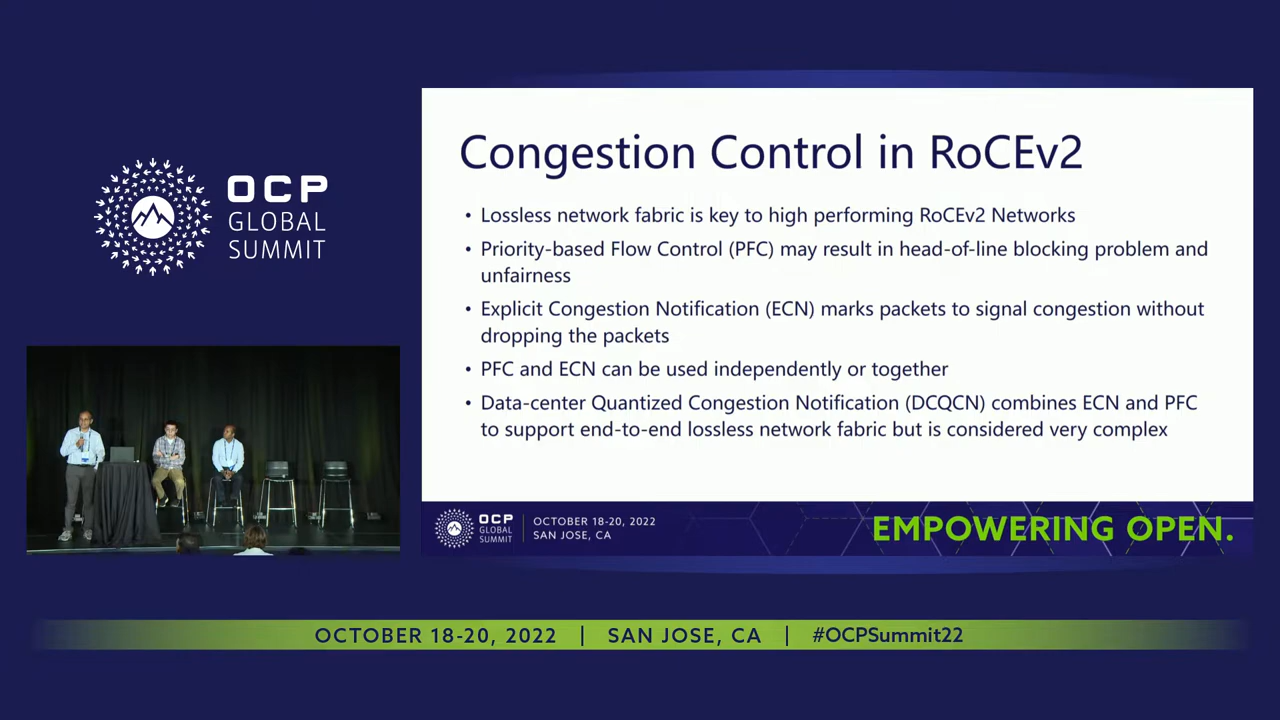 OCP
GLOBAL
SUMMIT
Congestion Control in RoCEv2
• Lossless network fabric is key to high performing RoCEv2 Networks
• Priority-based Flow Control (PFC) may result in head-of-line blocking problem and
unfairness
• Explicit Congestion Notification (ECN) marks packets to signal congestion without
dropping the packets
• PFC and ECN can be used independently or together
• Data-center Quantized Congestion Notification (DCQCN) combines ECN and PFC
to support end-to-end lossless network fabric but is considered very complex
OCP
GLOBAL
SUMMIT
OCTOBER 18-20, 2022
SAN JOSE, CA
EMPOWERING OPEN.
OCTOBER 18-20, 2022 | SAN JOSE, CA | #OCPSummit22